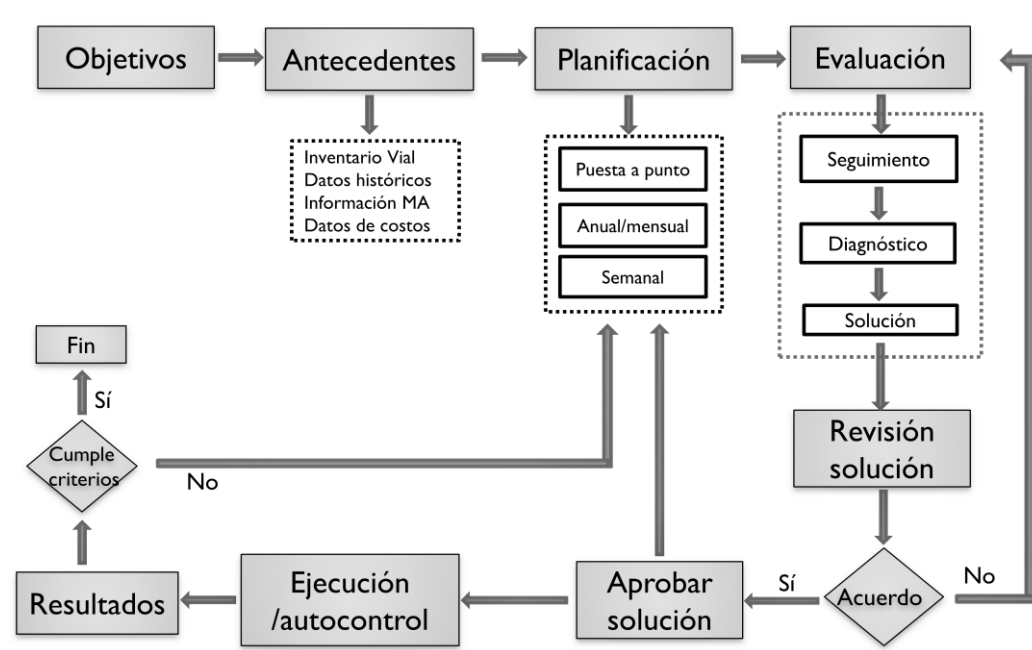 Objetivos
Antecedentes
Planificación
Evaluación
Inventario Vial
Datos históricos
Información MA
Datos de costos
Puesta a punto
Anual/mensual
Semanal
Seguimiento
Diagnóstico
Solución
Fin
Sí
Cumple
criterios
No
Revisión
solución
Acuerdo
No
Sí
Aprobar
solución
Ejecución
/autocontrol
Resultados